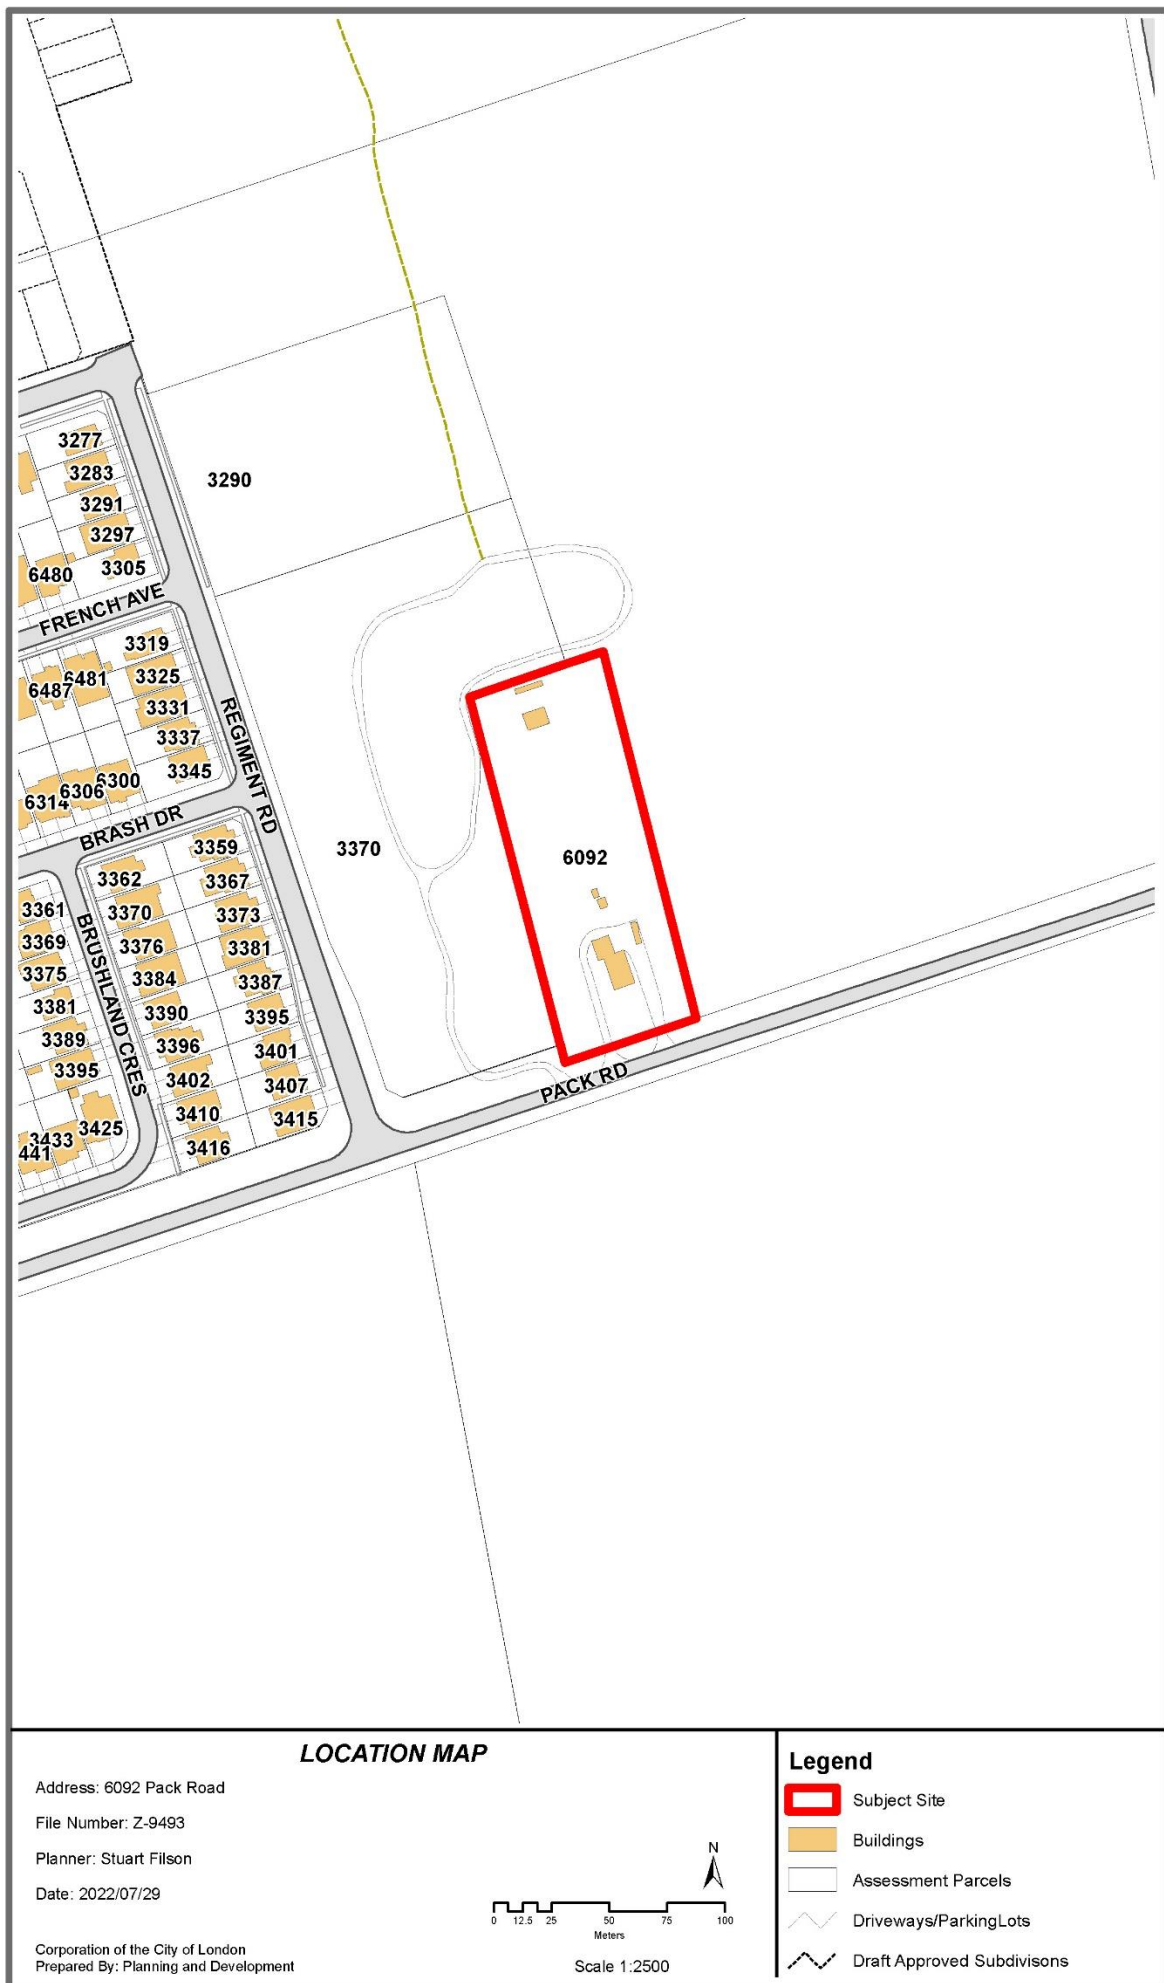 3277
3283
3291
3297
3305
6480
3290
FRENCH AVE
3319
6481
3325
6487
3331
3337
3345
6300
6306
6314
REGIMENT RD
BRASH DR
3370
6092
3359
3362
3367
3361
3370
3373
3369
3376
3381
3375
3384
3387
3381
3390
3395
3389
3396
3401
3395
3402
3407
3410
3415
3425
3433
3416
441
BRUSHLAND CRES
PACK RD
LOCATION MAP
Address: 6092 Pack Road
File Number: Z-9493
Planner: Stuart Filson
Date: 2022/07/29
Corporation of the City of London
Prepared By: Planning and Development
N
0 12.5 25 50 75 100
Meters
Scale 1:2500
Legend
Subject Site
Buildings
Assessment Parcels
Driveways/ParkingLots
Draft Approved Subdivisons